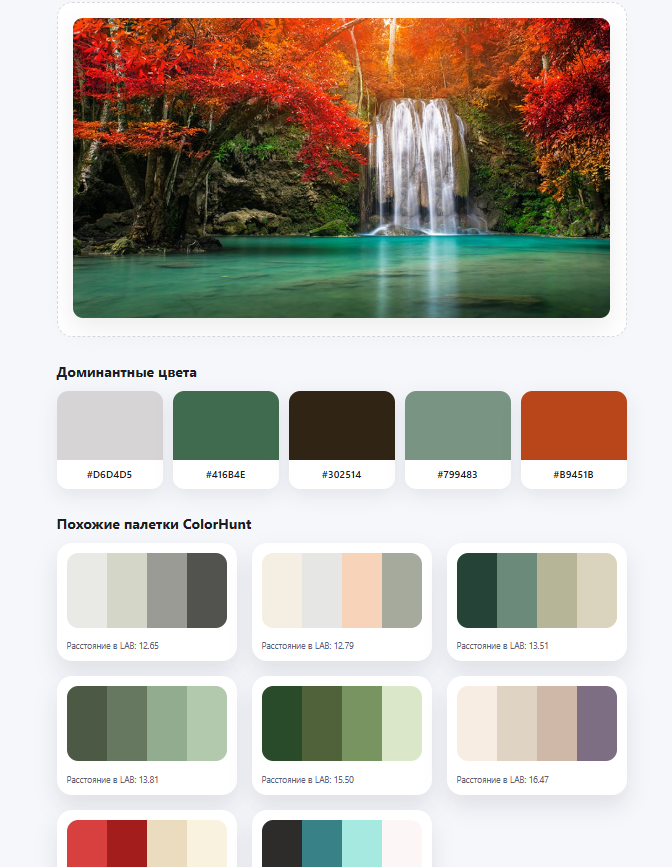 Доминантные цвета
#D6D4D5 #416B4E #302514 #799483 #B9451B
Похожие палетки ColorHunt
Расстояние в LAB: 12.65 Расстояние в LAB: 12.79 Расстояние в LAB: 13.51
Расстояние в LAB: 13.81 Расстояние в LAB: 15.50 Расстояние в LAB: 16.47